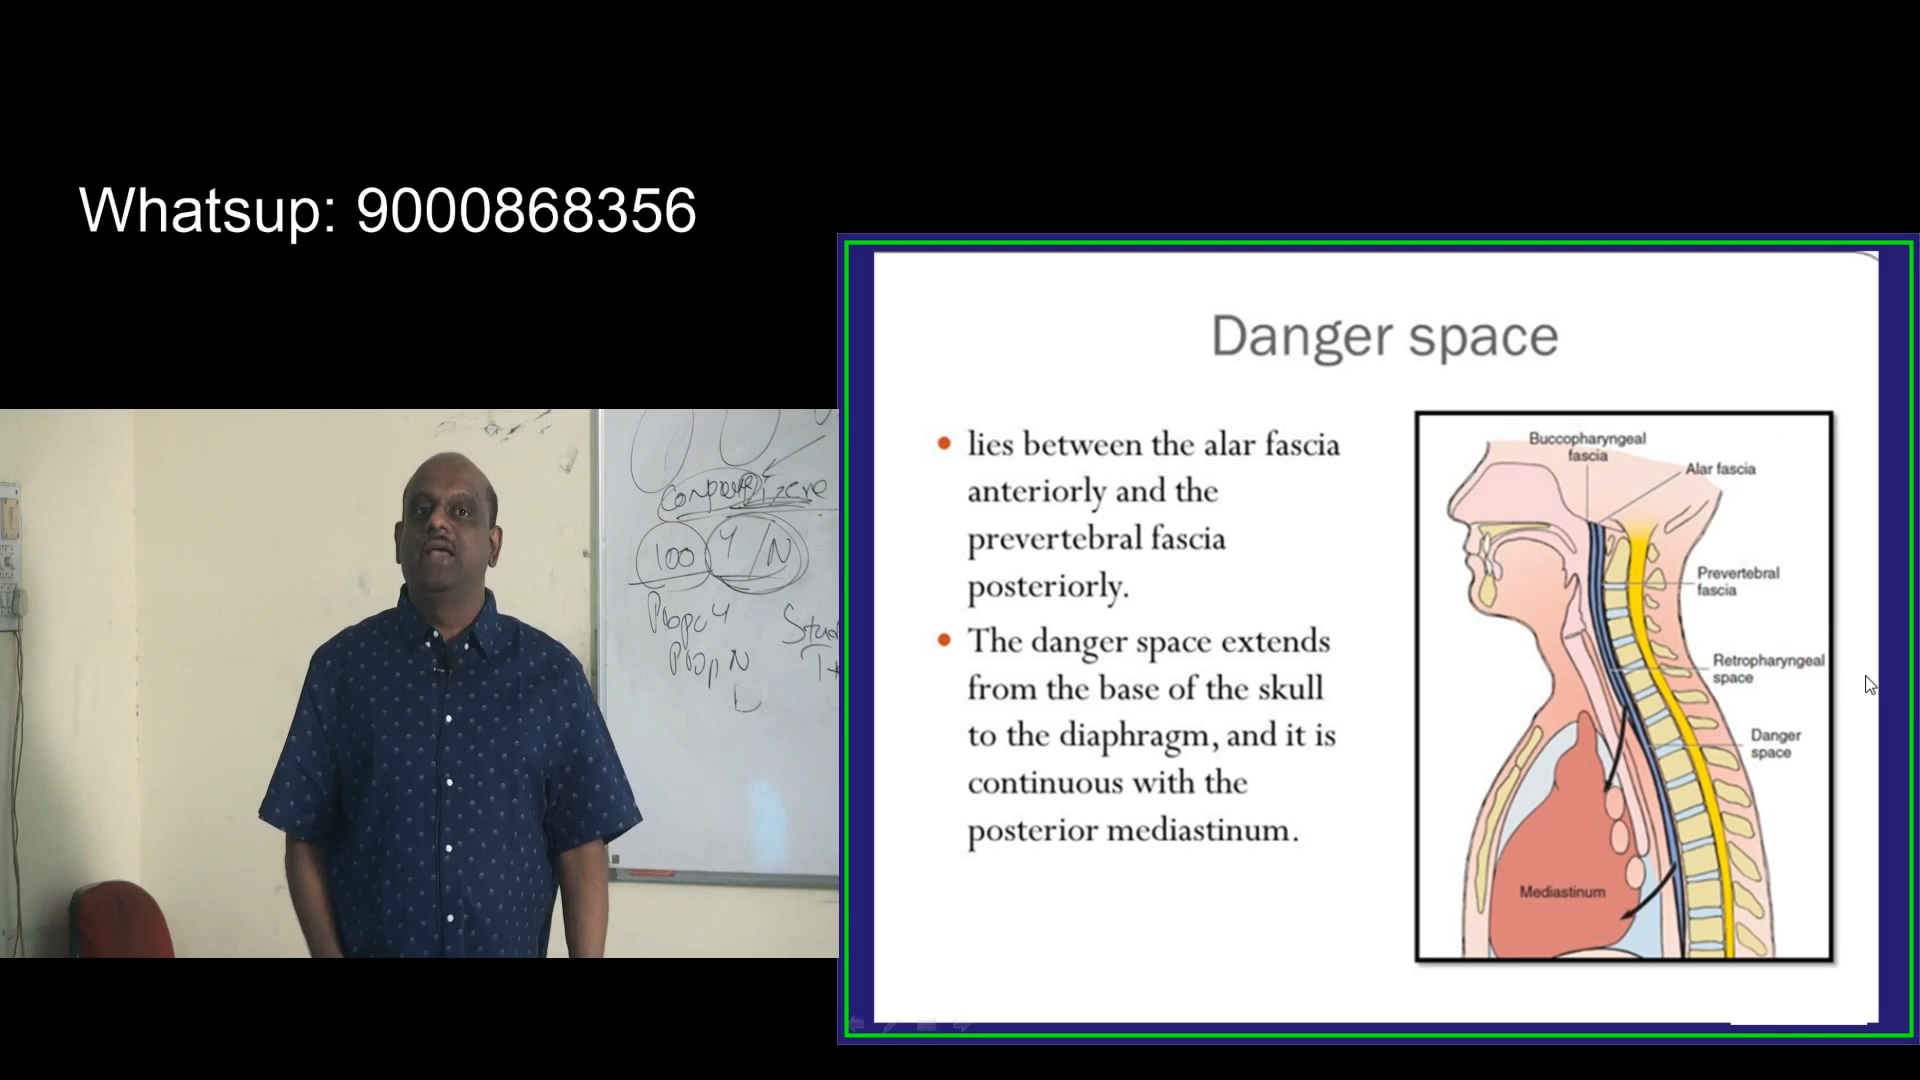 Whatsup: 9000868356
Danger space
lies between the alar fascia
anteriorly and the
prevertebral fascia
posteriorly.
The danger space extends
from the base of the skull
to the diaphragm, and it is
continuous with the
posterior mediastinum.
Buccopharyngeal
fascia
Alar fascia
Prevertebral
fascia
Retropharyngeal
space
Danger
space
Mediastinum
100
Y/N